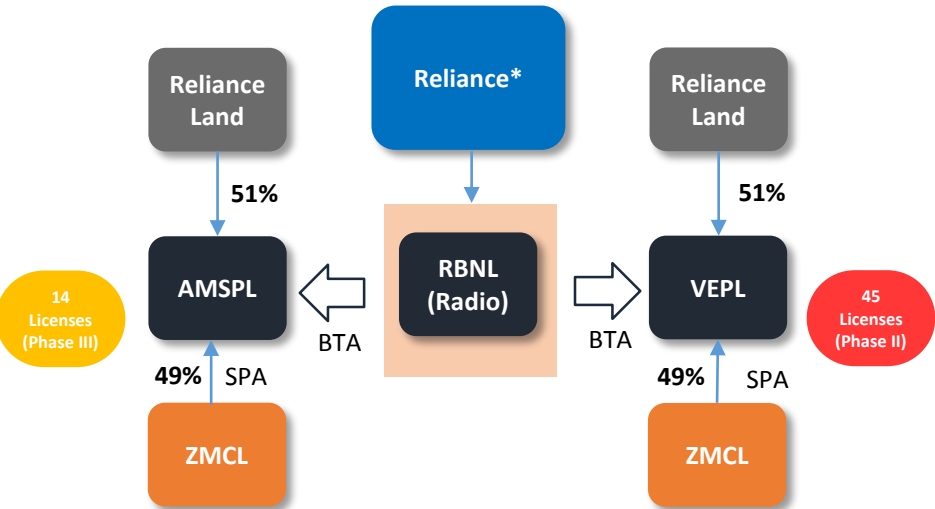 Reliance
Land
Reliance*
Reliance
Land
51%
51%
AMSPL
RBNL
(Radio)
VEPL
14
Licenses
(Phase III)
45
Licenses
(Phase II)
BTA
BTA
49% SPA
49% SPA
ZMCL
ZMCL